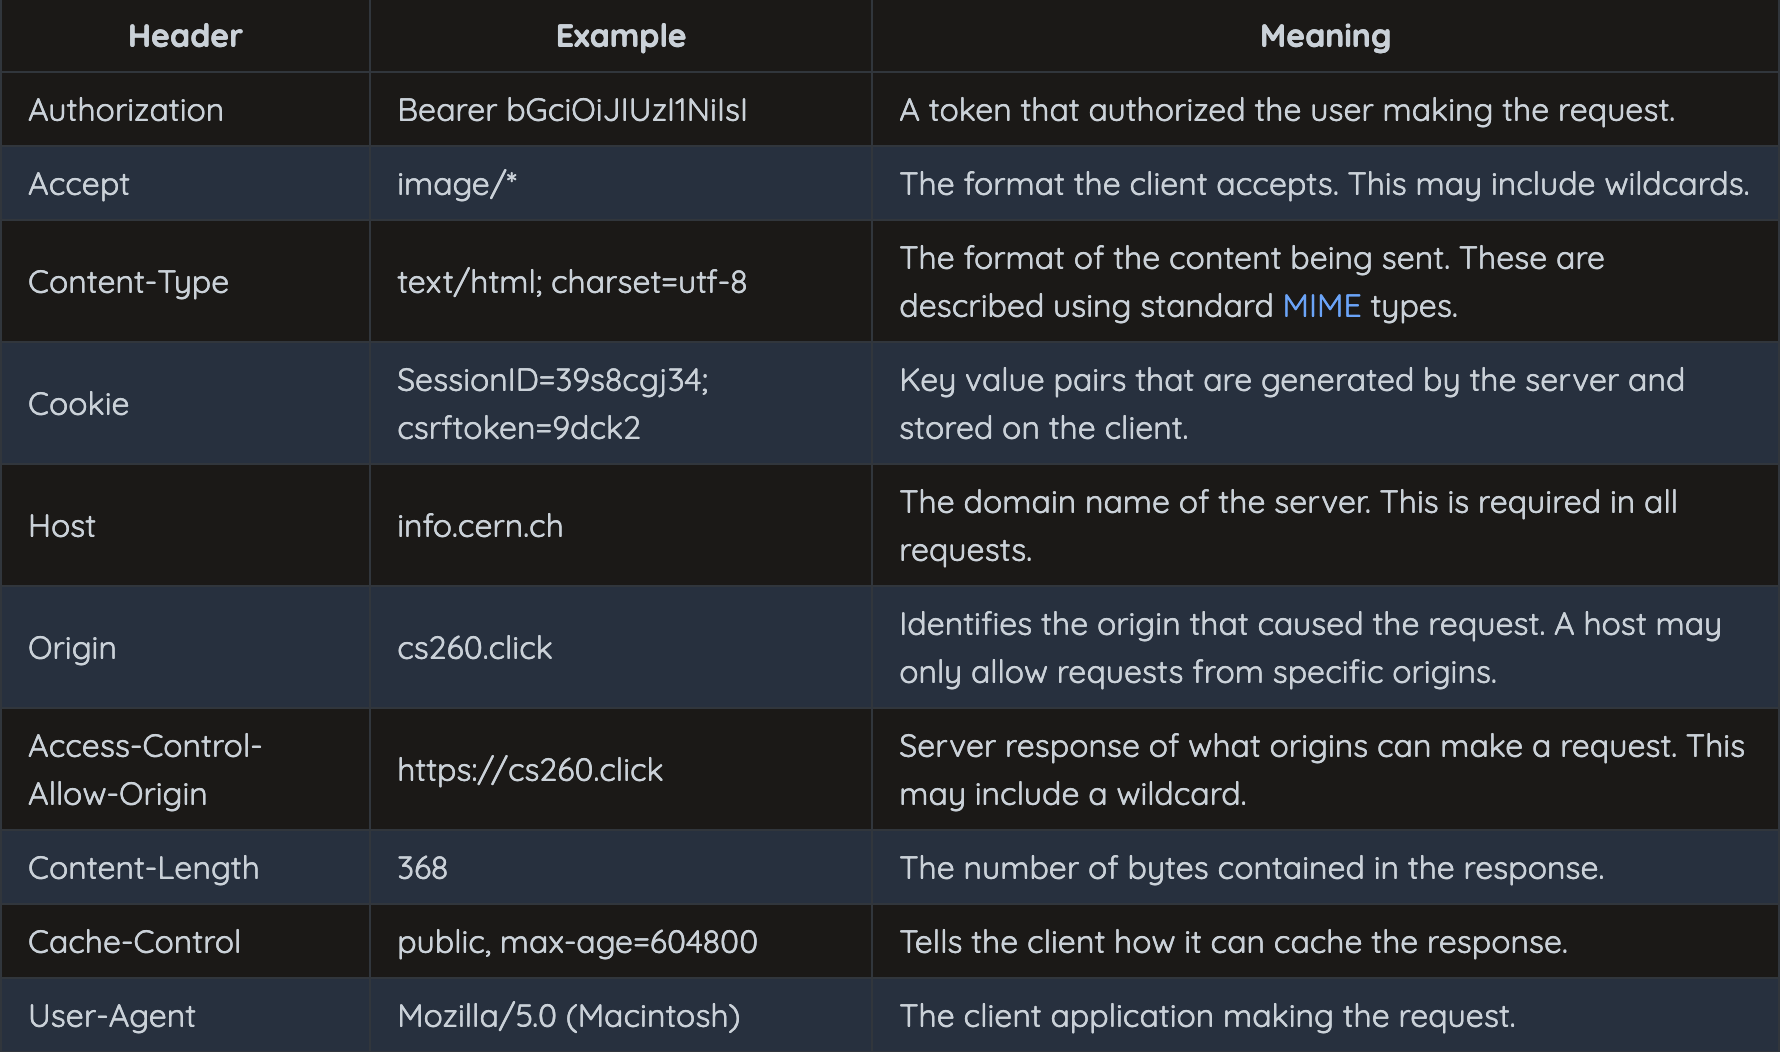 Header Example Meaning
Authorization Bearer bGciOiJIUzI1NiIsI A token that authorized the user making the request.
Accept image/* The format the client accepts. This may include wildcards.
Content-Type text/html; charset=utf-8 The format of the content being sent. These are
described using standard MIME types.
Cookie SessionID=39s8cgj34;
csrftoken=9dck2 Key value pairs that are generated by the server and
stored on the client.
Host info.cern.ch The domain name of the server. This is required in all
requests.
Origin cs260.click Identifies the origin that caused the request. A host may
only allow requests from specific origins.
Access-Control-
Allow-Origin https://cs260.click Server response of what origins can make a request. This
may include a wildcard.
Content-Length 368 The number of bytes contained in the response.
Cache-Control public, max-age=604800 Tells the client how it can cache the response.
User-Agent Mozilla/5.0 (Macintosh) The client application making the request.